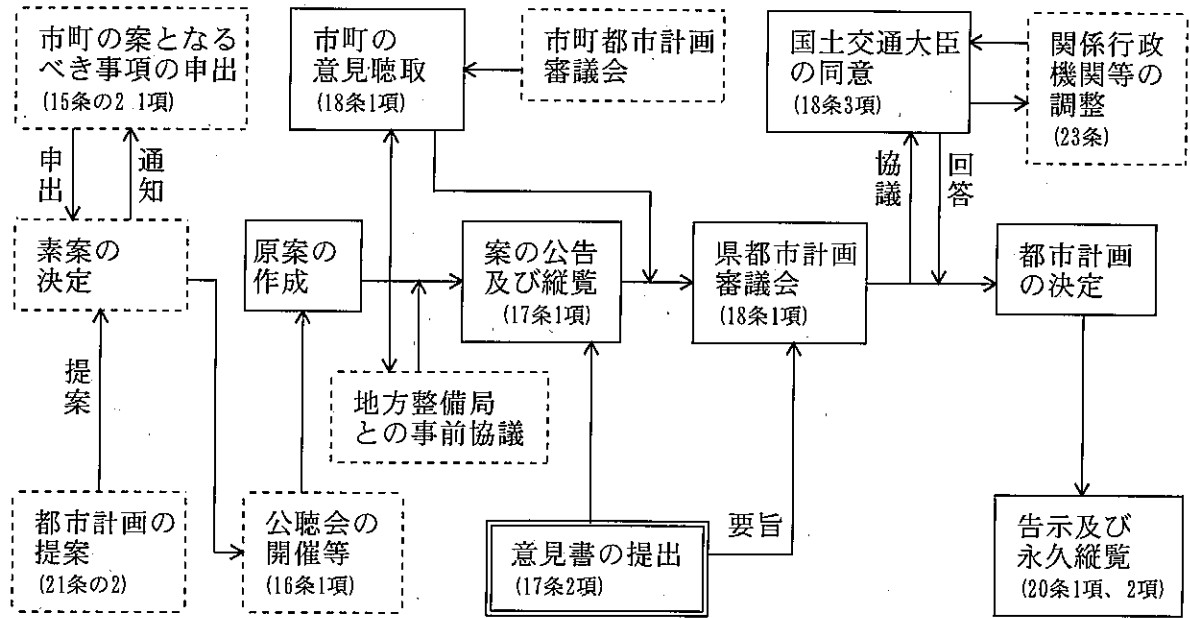 市町の案となる
べき事項の申出
(15条の2 1項)
市町の
意見聴取
(18条1項)
市町都市計画
審議会
国土交通大臣
の同意
(18条3項)
関係行政
機関等の
調整
(23条)
申出
通知
協議
回答
素案の
決定
原案の
作成
案の公告
及び縦覧
(17条1項)
県都市計画
審議会
(18条1項)
都市計画
の決定
提案
地方整備局
との事前協議
都市計画の
提案
(21条の2)
公聴会の
開催等
(16条1項)
意見書の提出
(17条2項)
要旨
告示及び
永久縦覧
(20条1項、2項)